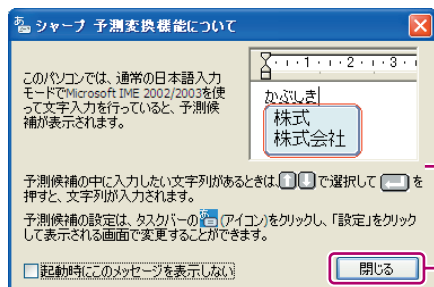 シャープ 予測変換機能について
このパソコンでは、通常の日本語入力
モードでMicrosoft IME 2002/2003を使
って文字入力を行っていると、予測候
補が表示されます。
1 2 3
かぶしき
株式
株式会社
予測候補の中に入力したい文字列があるときは、↑↓で選択して を
押すと、文字列が入力されます。
予測候補の設定は、タスクバーの あ (アイコン)をクリックし、「設定」をクリック
して表示される画面で変更することができます。
起動時にこのメッセージを表示しない
閉じる